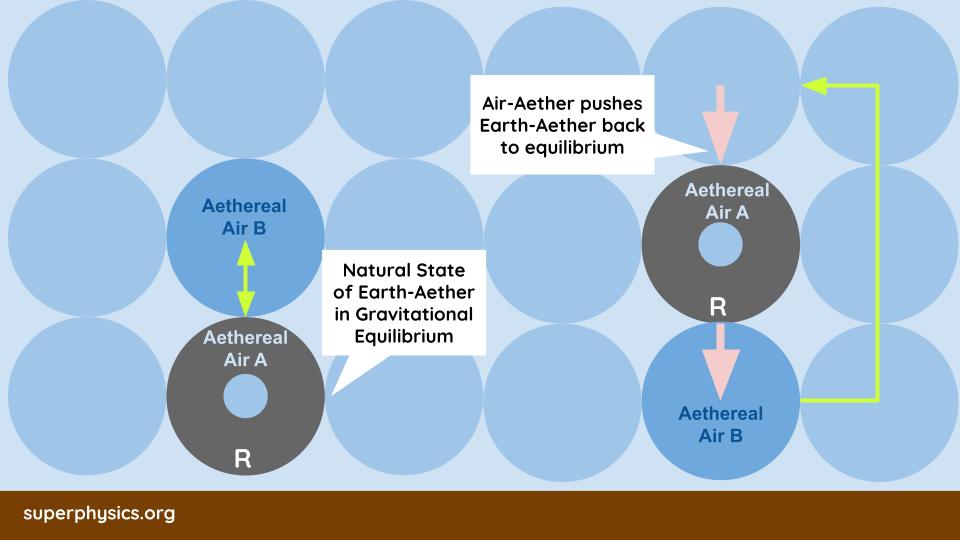 Air-Aether pushes
Earth-Aether back
to equilibrium
Aethereal
Air B
Aethereal
Air A
R
Natural State
of Earth-Aether
in Gravitational
Equilibrium
Aethereal
Air A
R
Aethereal
Air B
superphysics.org